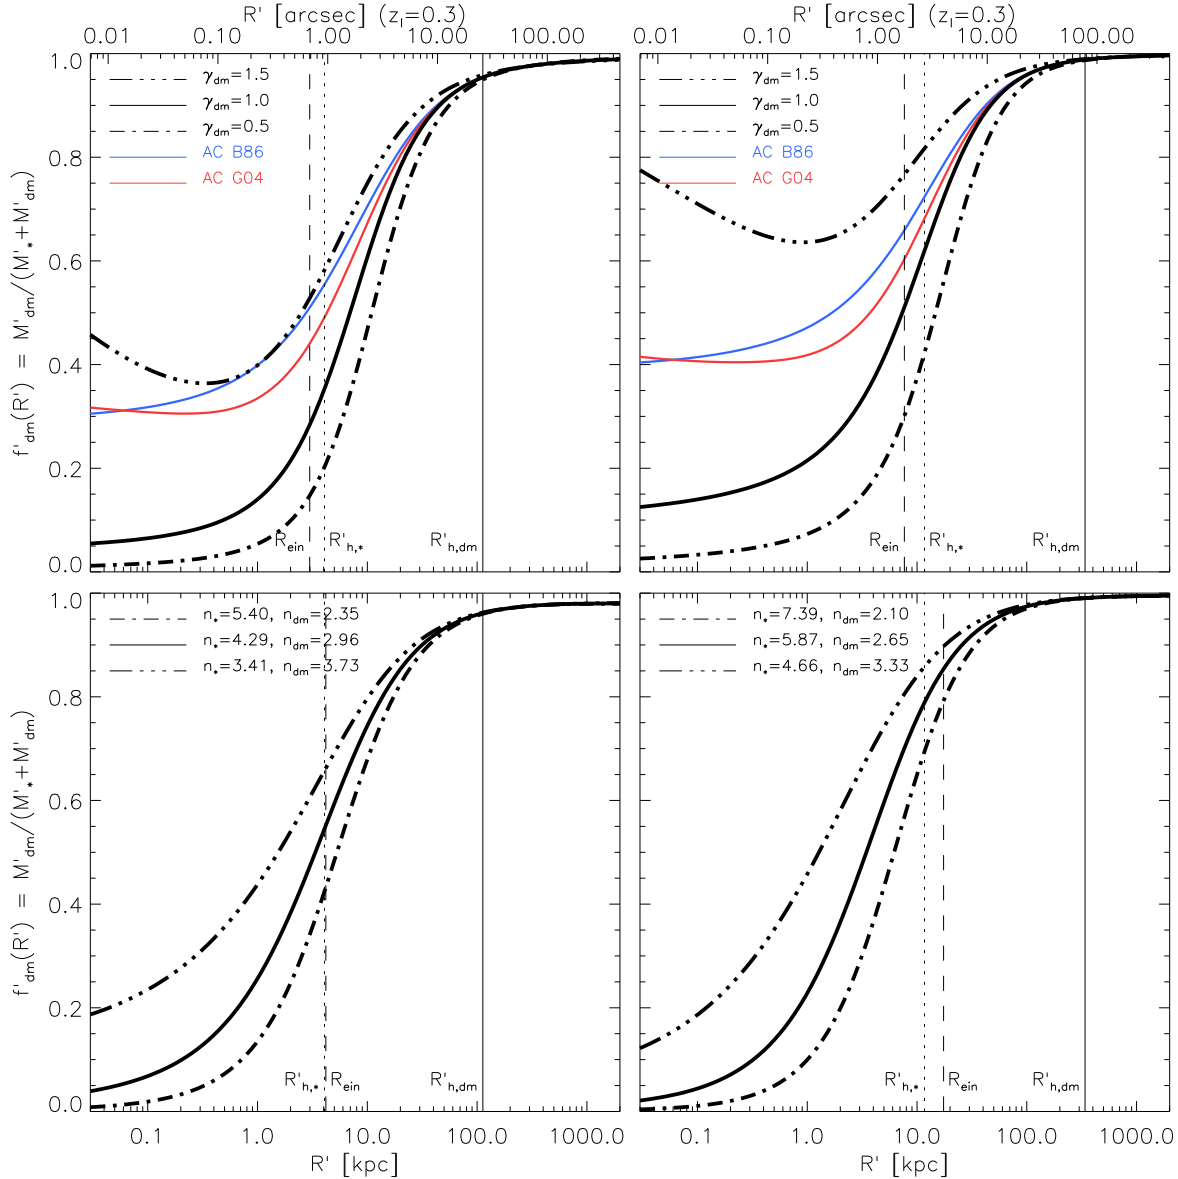 R' [arcsec] (z_l=0.3)
0.01 0.10 1.00 10.00 100.00
R' [arcsec] (z_l=0.3)
0.01 0.10 1.00 10.00 100.00
f'_dm(R') = M'_dm/(M'_*+M'_dm)
1.0
0.8
0.6
0.4
0.2
0.0
γ_dm=1.5
γ_dm=1.0
γ_dm=0.5
AC B86
AC G04
R_ein R'_h,* R'_h,dm
γ_dm=1.5
γ_dm=1.0
γ_dm=0.5
AC B86
AC G04
R_ein R'_h,* R'_h,dm
f'_dm(R') = M'_dm/(M'_*+M'_dm)
1.0
0.8
0.6
0.4
0.2
0.0
n_*=5.40, n_dm=2.35
n_*=4.29, n_dm=2.96
n_*=3.41, n_dm=3.73
R'_h,* R_ein R'_h,dm
n_*=7.39, n_dm=2.10
n_*=5.87, n_dm=2.65
n_*=4.66, n_dm=3.33
R'_h,* R_ein R'_h,dm
0.1 1.0 10.0 100.0 1000.0
R' [kpc]
0.1 1.0 10.0 100.0 1000.0
R' [kpc]